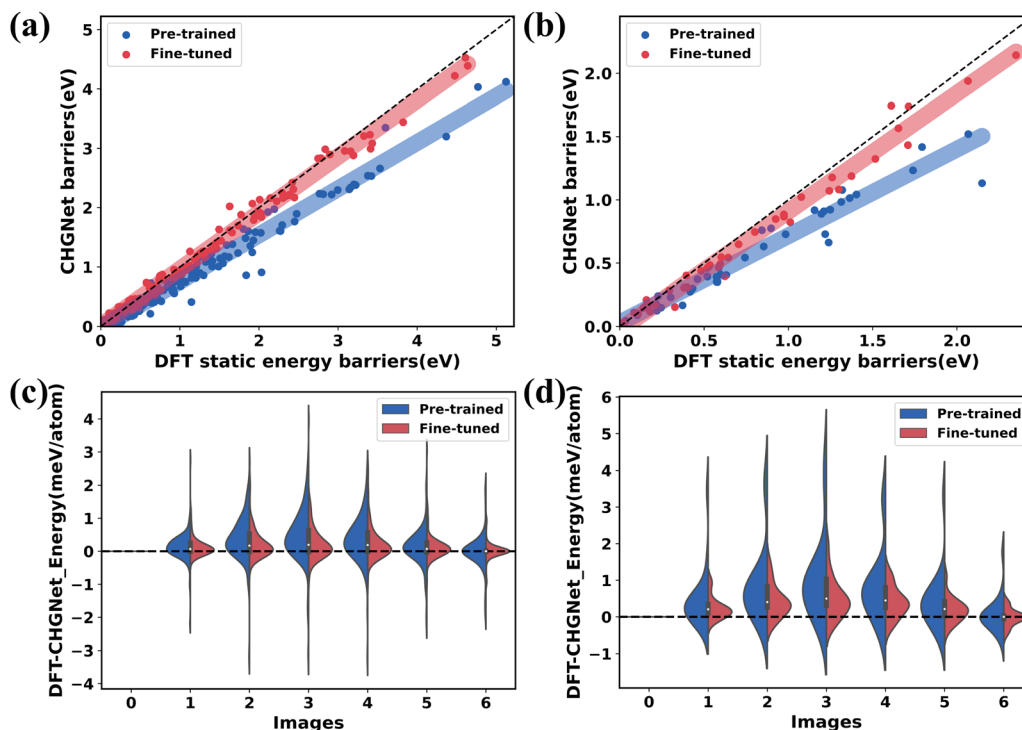 (a)
Pre-trained
Fine-tuned
CHGNet barriers(eV)
5
4
3
2
1
0
0 1 2 3 4 5
DFT static energy barriers(eV)
(b)
Pre-trained
Fine-tuned
CHGNet barriers(eV)
2.0
1.5
1.0
0.5
0.0
0.0 0.5 1.0 1.5 2.0
DFT static energy barriers(eV)
(c)
Pre-trained
Fine-tuned
DFT-CHGNet_Energy(meV/atom)
4
3
2
1
0
−1
−2
−3
−4
0 1 2 3 4 5 6
Images
(d)
Pre-trained
Fine-tuned
DFT-CHGNet_Energy(meV/atom)
6
5
4
3
2
1
0
−1
0 1 2 3 4 5 6
Images